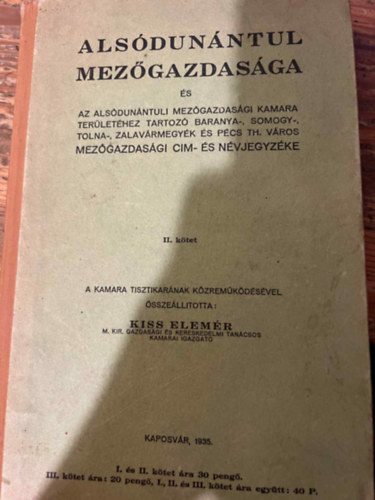 ALSÓDUNÁNTUL
MEZŐGAZDASÁGA
ÉS
AZ ALSÓDUNÁNTULI MEZŐGAZDASÁGI KAMARA
TERÜLETÉHEZ TARTOZÓ BARANYA-, SOMOGY-,
TOLNA-, ZALAVÁRMEGYÉK ÉS PÉCS TH. VÁROS
MEZŐGAZDASÁGI CIM- ÉS NÉVJEGYZÉKE
II. kötet
A KAMARA TISZTIKARÁNAK KÖZREMŰKÖDÉSÉVEL
ÖSSZEÁLLITOTTA:
KISS ELEMÉR
M. KIR. GAZDASÁGI ÉS KERESKEDELMI TANÁCSOS
KAMARAI IGAZGATÓ
KAPOSVÁR, 1935.
I. és II. kötet ára 30 pengő.
III. kötet ára: 20 pengő, I., II. és III. kötet ára együtt: 40 P.